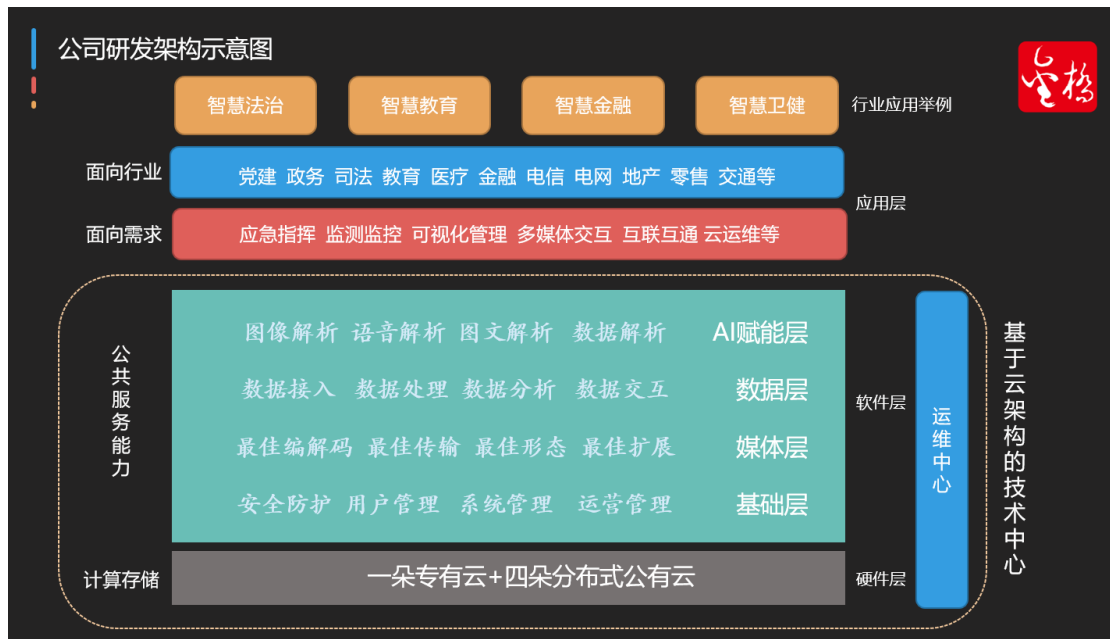 公司研发架构示意图
金桥
智慧法治 智慧教育 智慧金融 智慧卫健 行业应用举例
面向行业 党建 政务 司法 教育 医疗 金融 电信 电网 地产 零售 交通等
应用层
面向需求 应急指挥 监测监控 可视化管理 多媒体交互 互联互通 云运维等
公共服务能力
图像解析 语音解析 图文解析 数据解析 AI赋能层
数据接入 数据处理 数据分析 数据交互 数据层
软件层
最佳编解码 最佳传输 最佳形态 最佳扩展 媒体层
安全防护 用户管理 系统管理 运营管理 基础层
运维中心
基于云架构的技术中心
计算存储 一朵专有云+四朵分布式公有云 硬件层